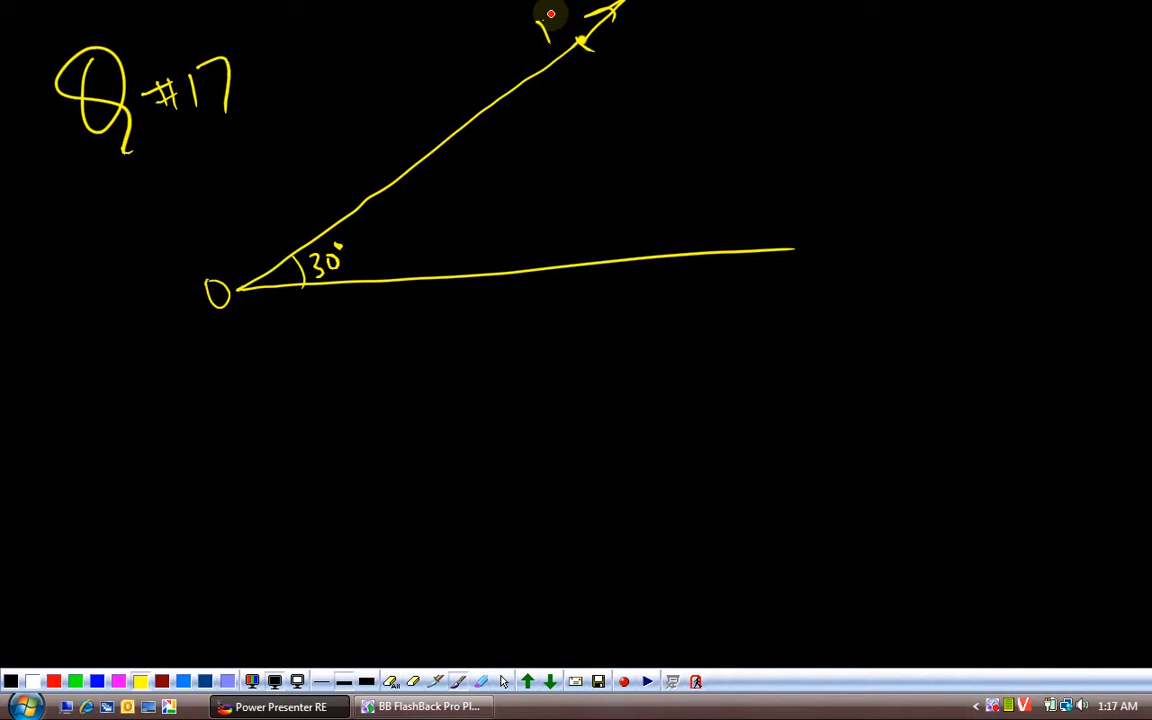 Q #17
30°
O
Power Presenter RE
BB FlashBack Pro Pl...
1:17 AM